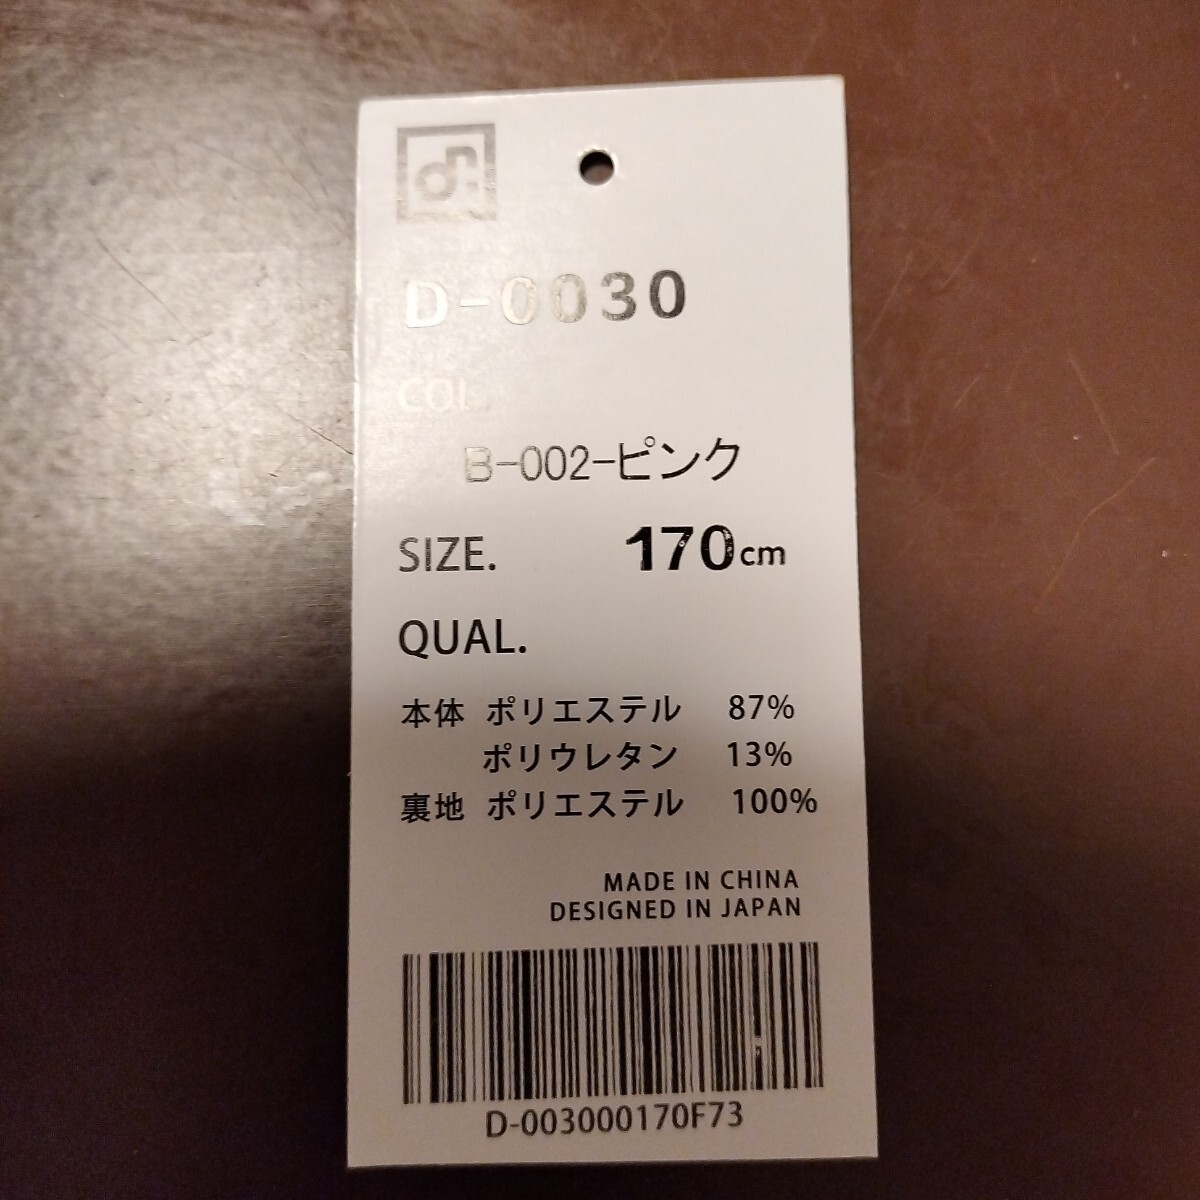 dn.
D-0030
COL.
B-002-ピンク
SIZE. 170cm
QUAL.
本体 ポリエステル 87%
ポリウレタン 13%
裏地 ポリエステル 100%
MADE IN CHINA
DESIGNED IN JAPAN
D-003000170F73